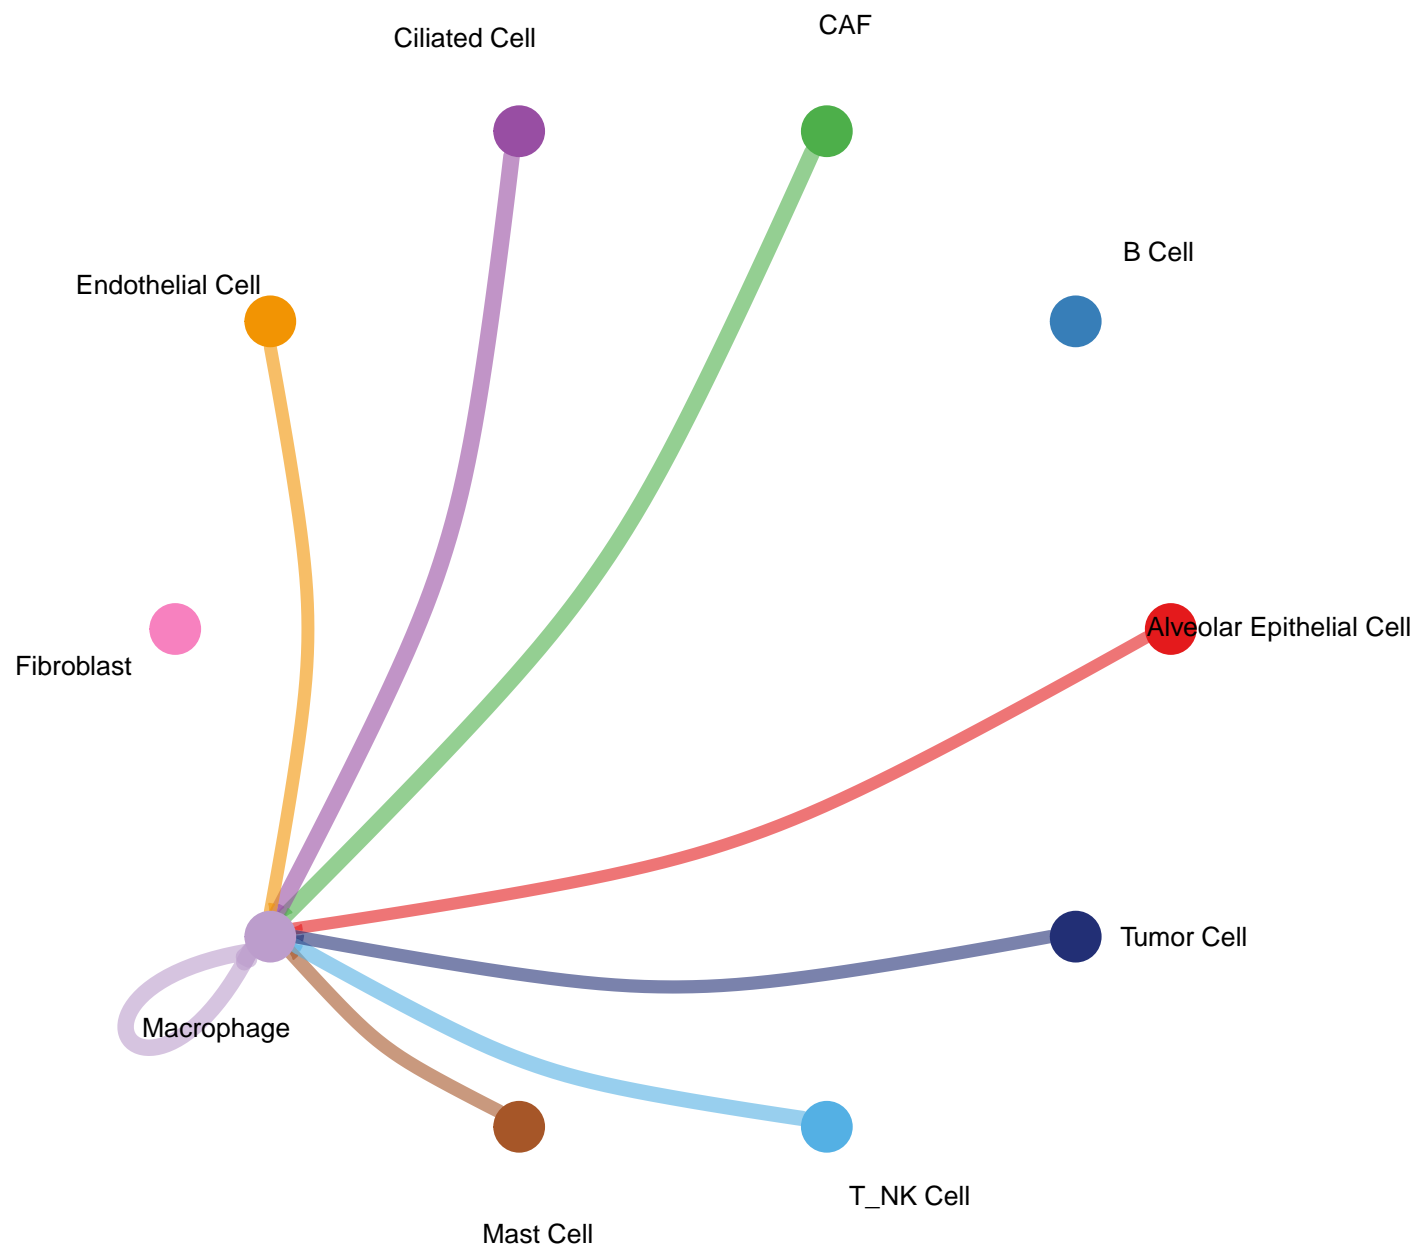 CAF
Ciliated Cell
B Cell
Endothelial Cell
Alveolar Epithelial Cell
Fibroblast
Tumor Cell
Macrophage
T_NK Cell
Mast Cell